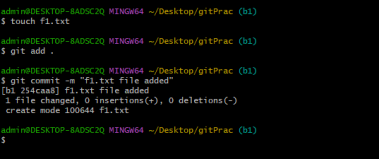 admin@DESKTOP-8ADSC2Q MINGW64 ~/Desktop/gitPrac (b1)
$ touch f1.txt
admin@DESKTOP-8ADSC2Q MINGW64 ~/Desktop/gitPrac (b1)
$ git add .
admin@DESKTOP-8ADSC2Q MINGW64 ~/Desktop/gitPrac (b1)
$ git commit -m "f1.txt file added"
[b1 254caa8] f1.txt file added
1 file changed, 0 insertions(+), 0 deletions(-)
create mode 100644 f1.txt
admin@DESKTOP-8ADSC2Q MINGW64 ~/Desktop/gitPrac (b1)
$